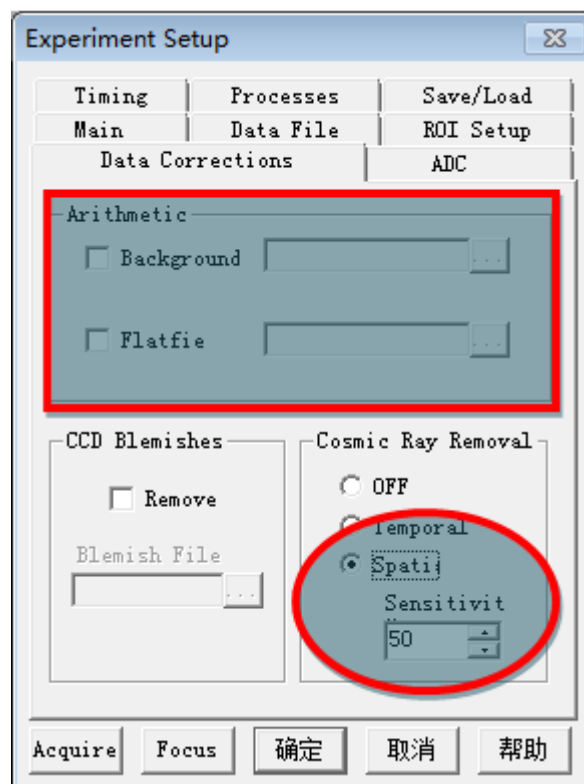 Experiment Setup
Timing Processes Save/Load
Main Data File ROI Setup
Data Corrections ADC
Arithmetic
Background ...
Flatfie ...
CCD Blemishes
Remove
Blemish File
...
Cosmic Ray Removal
OFF
Temporal
Spati
Sensitivit
50
Acquire Focus 确定 取消 帮助